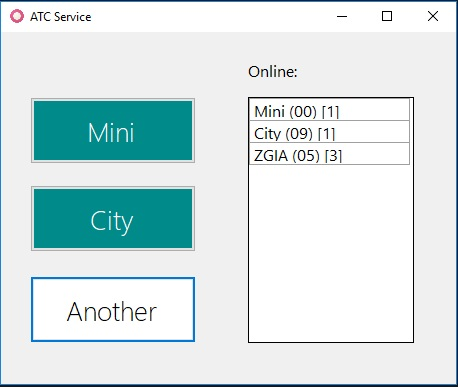 ATC Service
Online:
Mini
City
Another
Mini (00) [1]
City (09) [1]
ZGIA (05) [3]